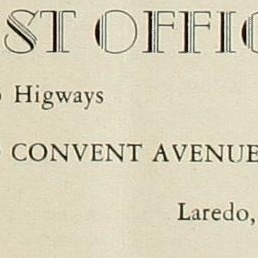 ST OFFIC
Higways
CONVENT AVENUE
Laredo,